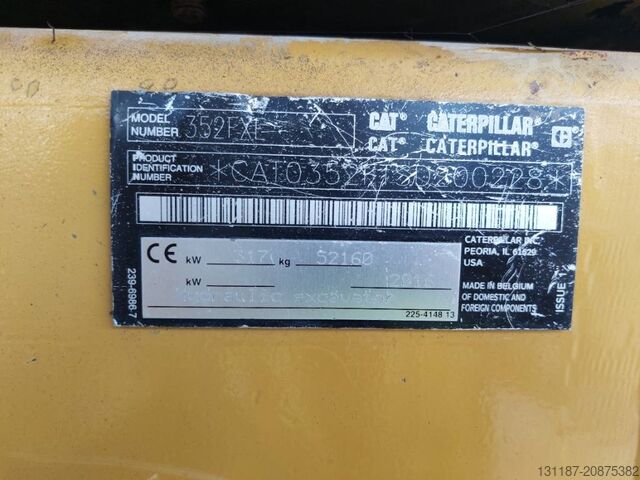 MODEL NUMBER 352FXE
CAT® CATERPILLAR®
CAT® CATERPILLAR®
PRODUCT IDENTIFICATION NUMBER
CATERPILLAR INC.
PEORIA, IL 61629
USA
CE kW 317 kg 52160
kW
MADE IN BELGIUM
OF DOMESTIC AND
FOREIGN COMPONENTS
ISSUE 1
225-4148 13
239-6986-7
131187-20875382